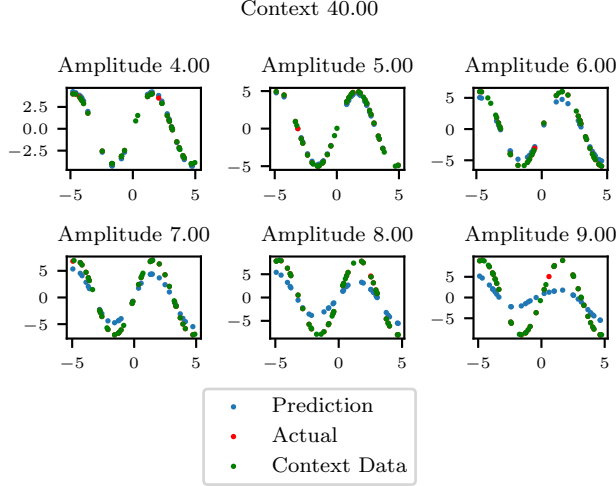 Context 40.00
Amplitude 4.00 Amplitude 5.00 Amplitude 6.00
2.5 0.0 −2.5 −5 0 5
5 0 −5 −5 0 5
5 0 −5 −5 0 5
Amplitude 7.00 Amplitude 8.00 Amplitude 9.00
5 0 −5 −5 0 5
5 0 −5 −5 0 5
5 0 −5 −5 0 5
Prediction
Actual
Context Data